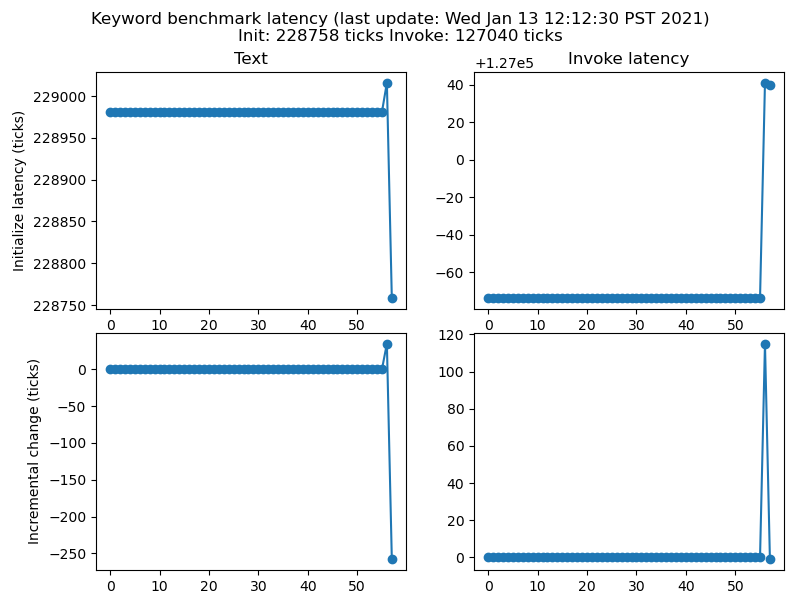 Keyword benchmark latency (last update: Wed Jan 13 12:12:30 PST 2021)
Init: 228758 ticks Invoke: 127040 ticks
Text
Invoke latency
+1.27e5
Initialize latency (ticks)
229000
228950
228900
228850
228800
228750
0 10 20 30 40 50
40
20
0
−20
−40
−60
0 10 20 30 40 50
Incremental change (ticks)
0
−50
−100
−150
−200
−250
0 10 20 30 40 50
120
100
80
60
40
20
0
0 10 20 30 40 50